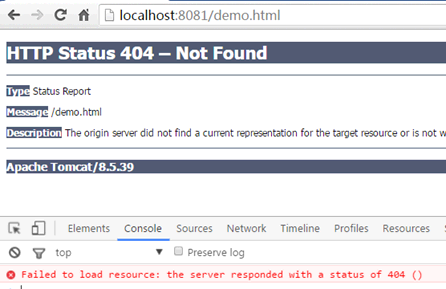 localhost:8081/demo.html
HTTP Status 404 – Not Found
Type Status Report
Message /demo.html
Description The origin server did not find a current representation for the target resource or is not w
Apache Tomcat/8.5.39
Elements Console Sources Network Timeline Profiles Resources
top Preserve log
Failed to load resource: the server responded with a status of 404 ()